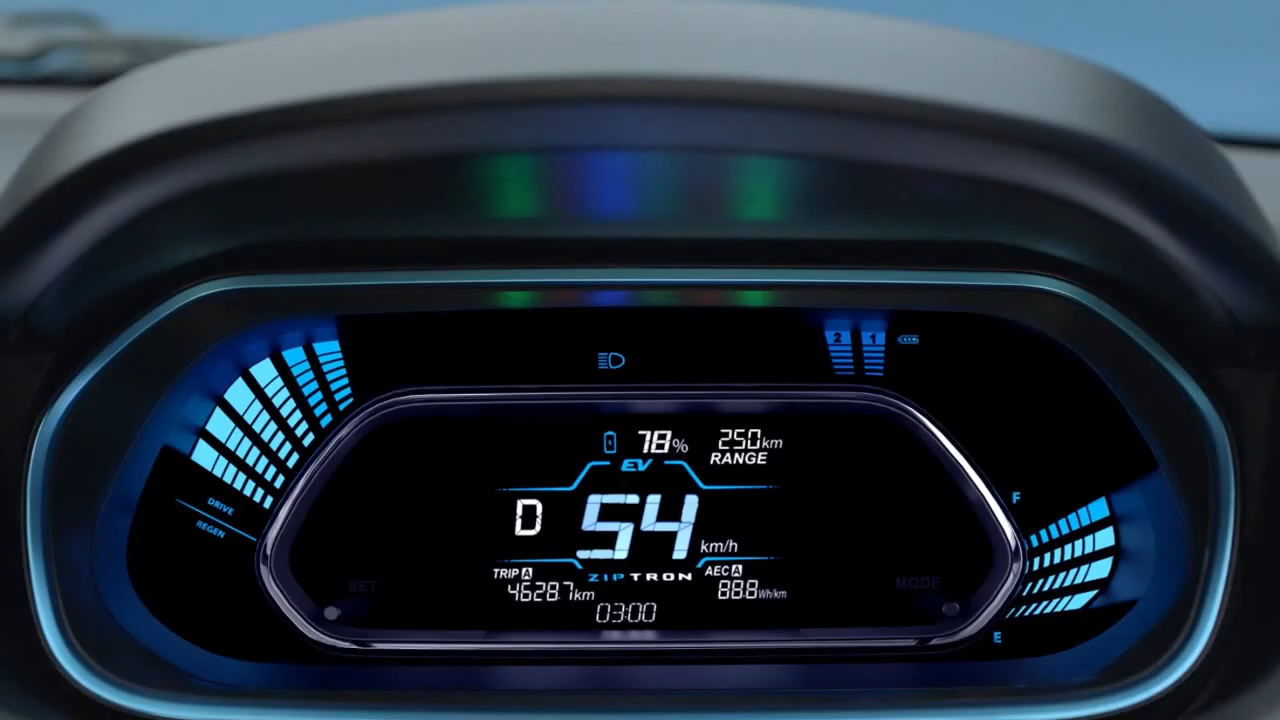 2 1
78%
250km
RANGE
EV
F
D
54
km/h
DRIVE
REGEN
TRIP A
ZIPTRON
AEC A
4628.7km
88.8Wh/km
SET
MODE
03:00
E